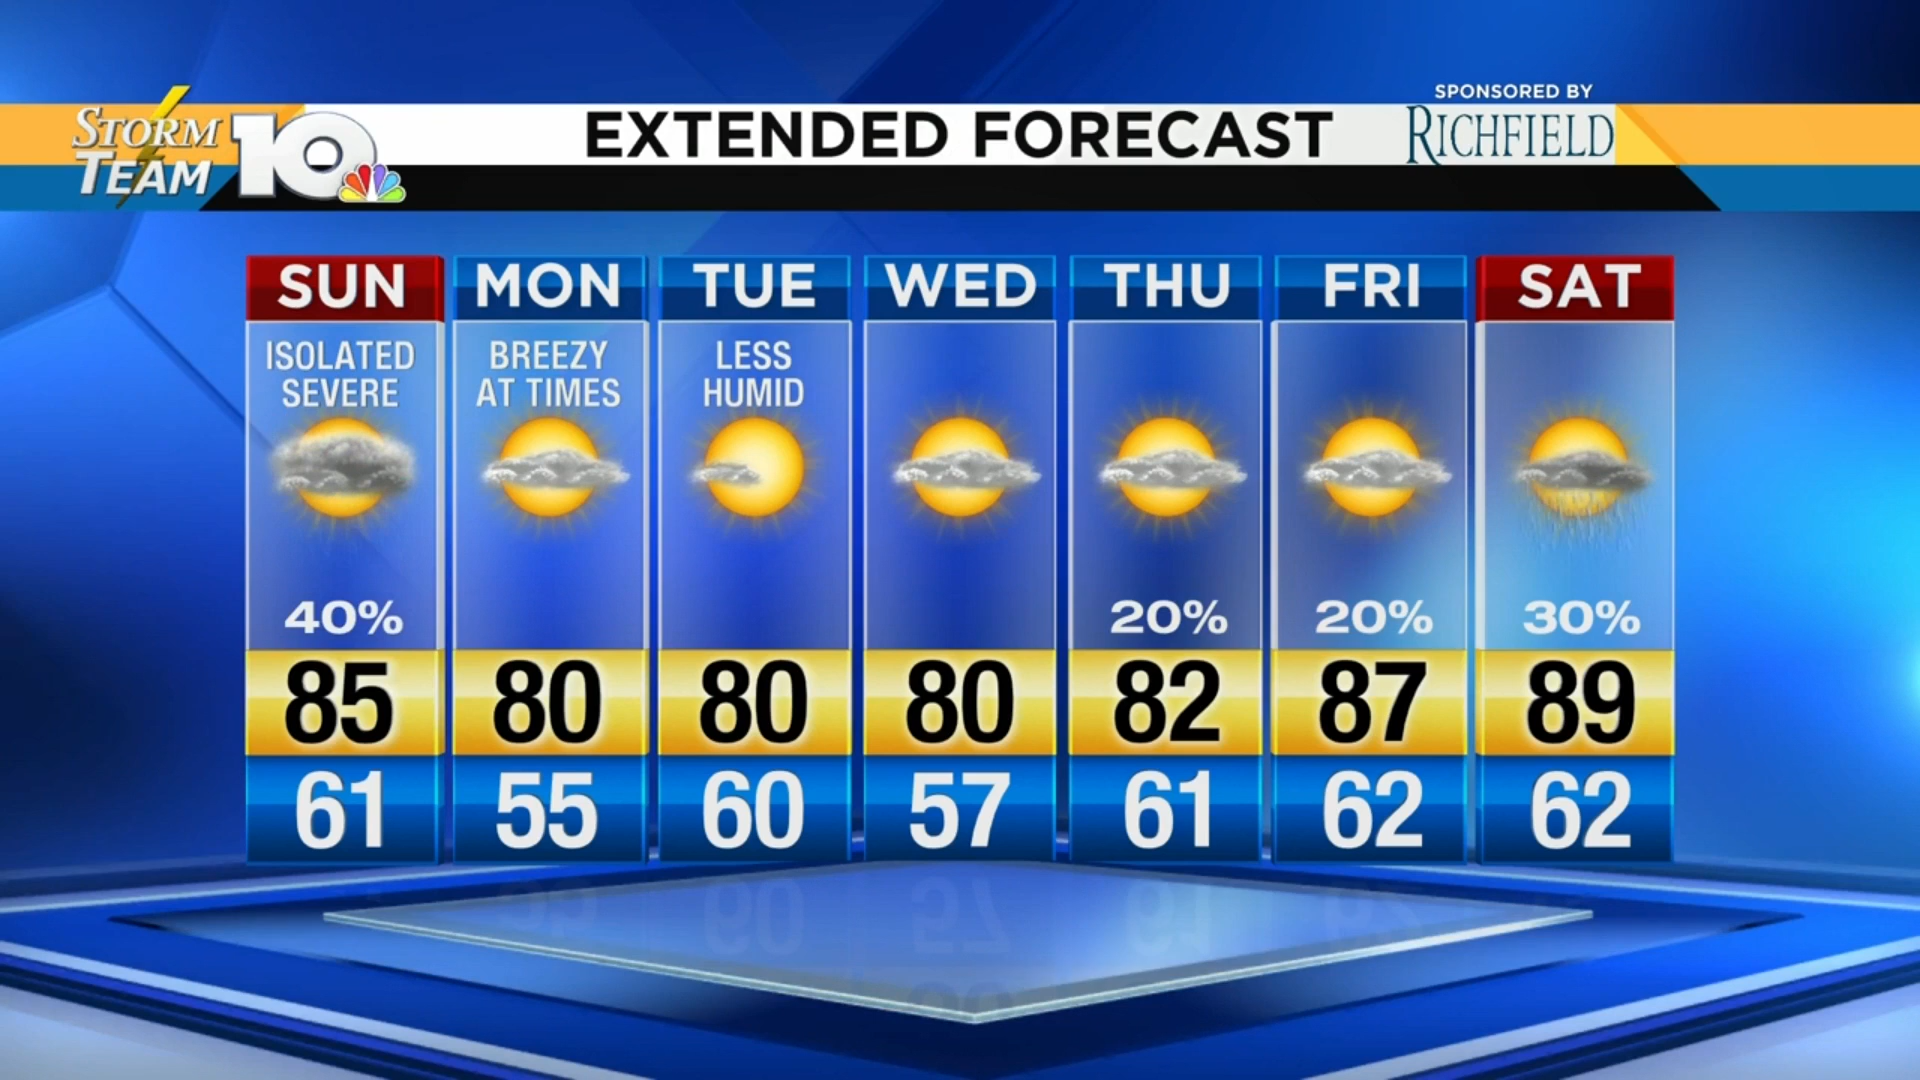 SPONSORED BY
STORM
TEAM
10
EXTENDED FORECAST
RICHFIELD
SUN
MON
TUE
WED
THU
FRI
SAT
ISOLATED
SEVERE
BREEZY
AT TIMES
LESS
HUMID
40%
20%
20%
30%
85
80
80
80
82
87
89
61
55
60
57
61
62
62